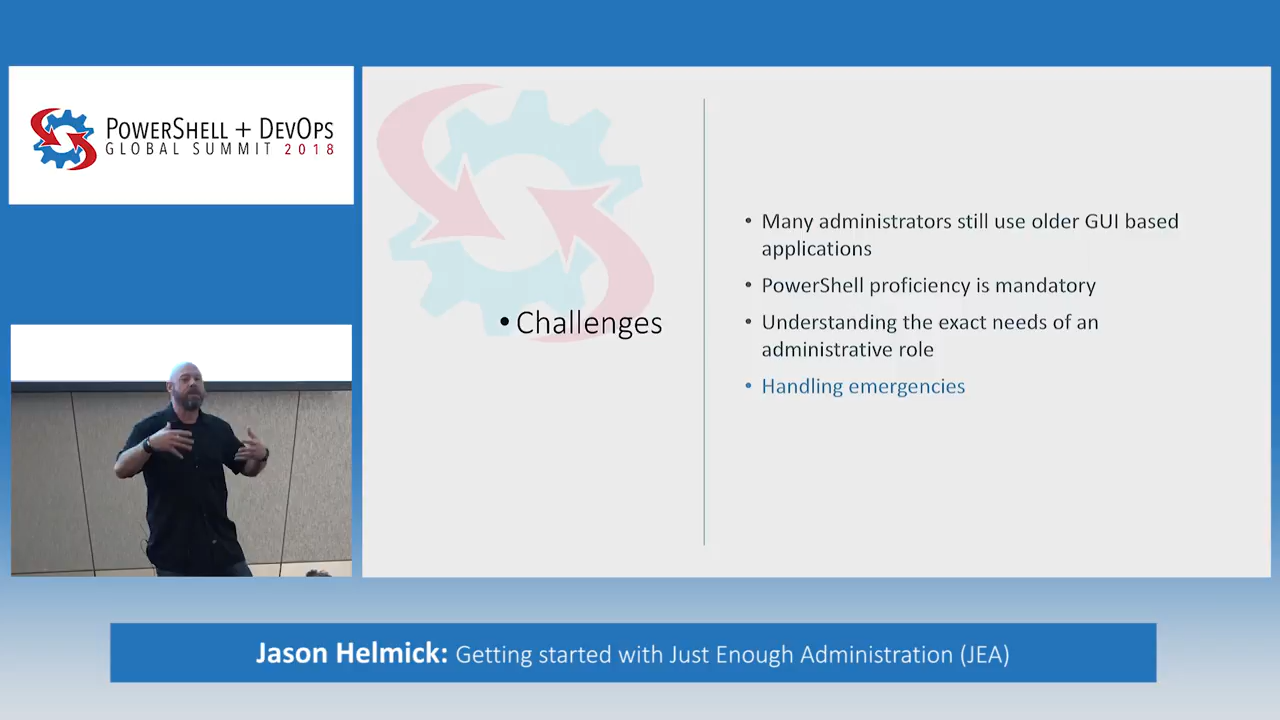 POWERSHELL + DEVOPS
GLOBAL SUMMIT 2018
• Challenges
• Many administrators still use older GUI based
applications
• PowerShell proficiency is mandatory
• Understanding the exact needs of an
administrative role
• Handling emergencies
Jason Helmick: Getting started with Just Enough Administration (JEA)